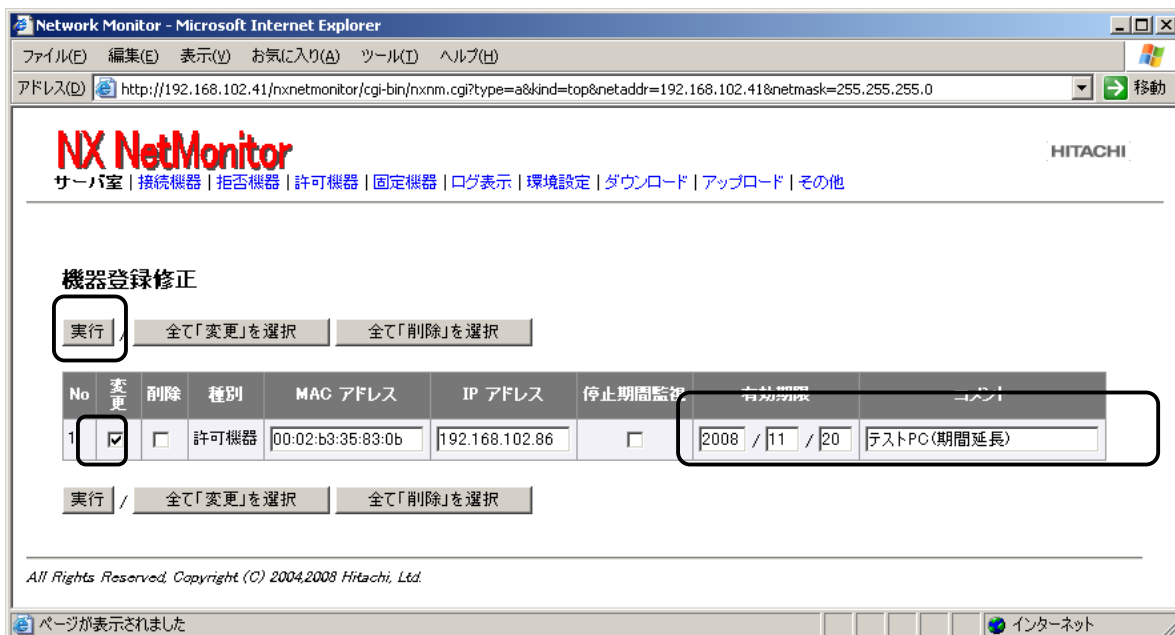 Network Monitor - Microsoft Internet Explorer
ファイル(F) 編集(E) 表示(V) お気に入り(A) ツール(T) ヘルプ(H)
アドレス(D) http://192.168.102.41/nxnetmonitor/cgi-bin/nxnm.cgi?type=a&kind=top&netaddr=192.168.102.41&netmask=255.255.255.0 移動
NX NetMonitor
HITACHI
サーバ室 | 接続機器 | 拒否機器 | 許可機器 | 固定機器 | ログ表示 | 環境設定 | ダウンロード | アップロード | その他
機器登録修正
実行 / 全て「変更」を選択 全て「削除」を選択
No 変更 削除 種別 MAC アドレス IP アドレス 停止期間監視 有効期限 コメント
1 許可機器 00:02:b3:35:83:0b 192.168.102.86 2008 / 11 / 20 テストPC(期間延長)
実行 / 全て「変更」を選択 全て「削除」を選択
All Rights Reserved, Copyright (C) 2004,2008 Hitachi, Ltd.
ページが表示されました インターネット